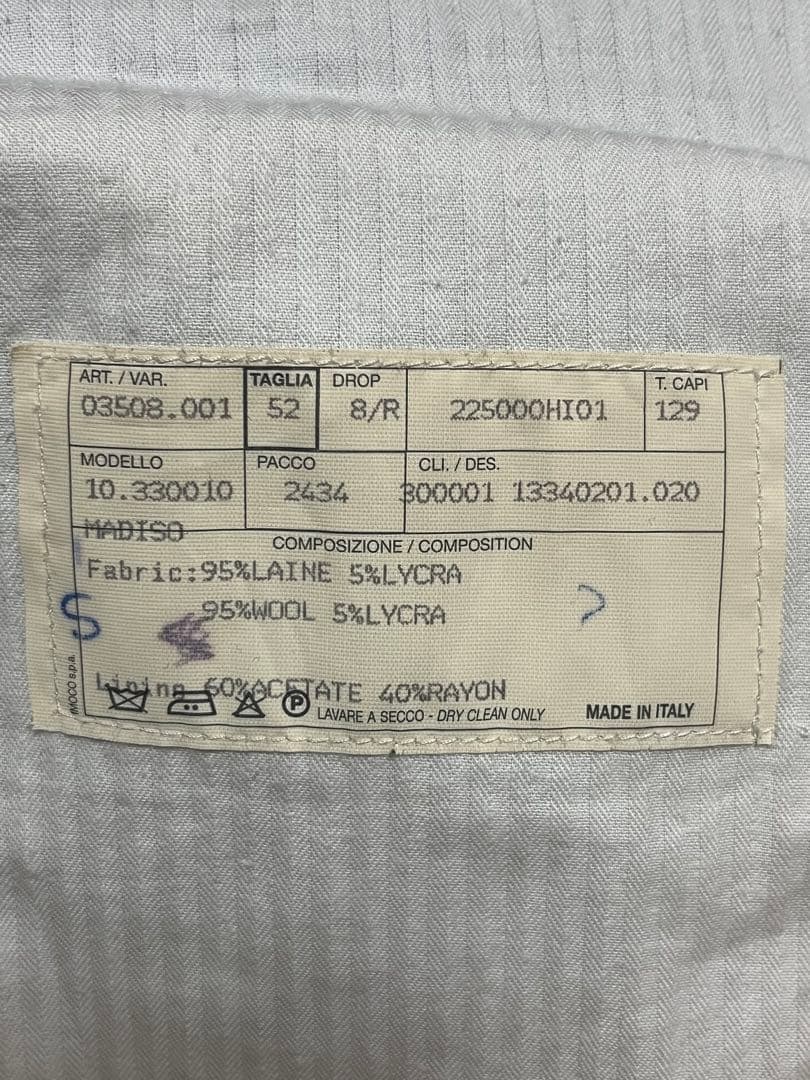 ART. / VAR. TAGLIA DROP T. CAPI
03508.001 52 8/R 225000HI01 129
MODELLO PACCO CLI. / DES.
10.330010 2434 300001 13340201.020
MADISO
COMPOSIZIONE / COMPOSITION
Fabric:95%LAINE 5%LYCRA
95%WOOL 5%LYCRA
Lining 60%ACETATE 40%RAYON
P LAVARE A SECCO - DRY CLEAN ONLY MADE IN ITALY
IMOCO s.p.a.